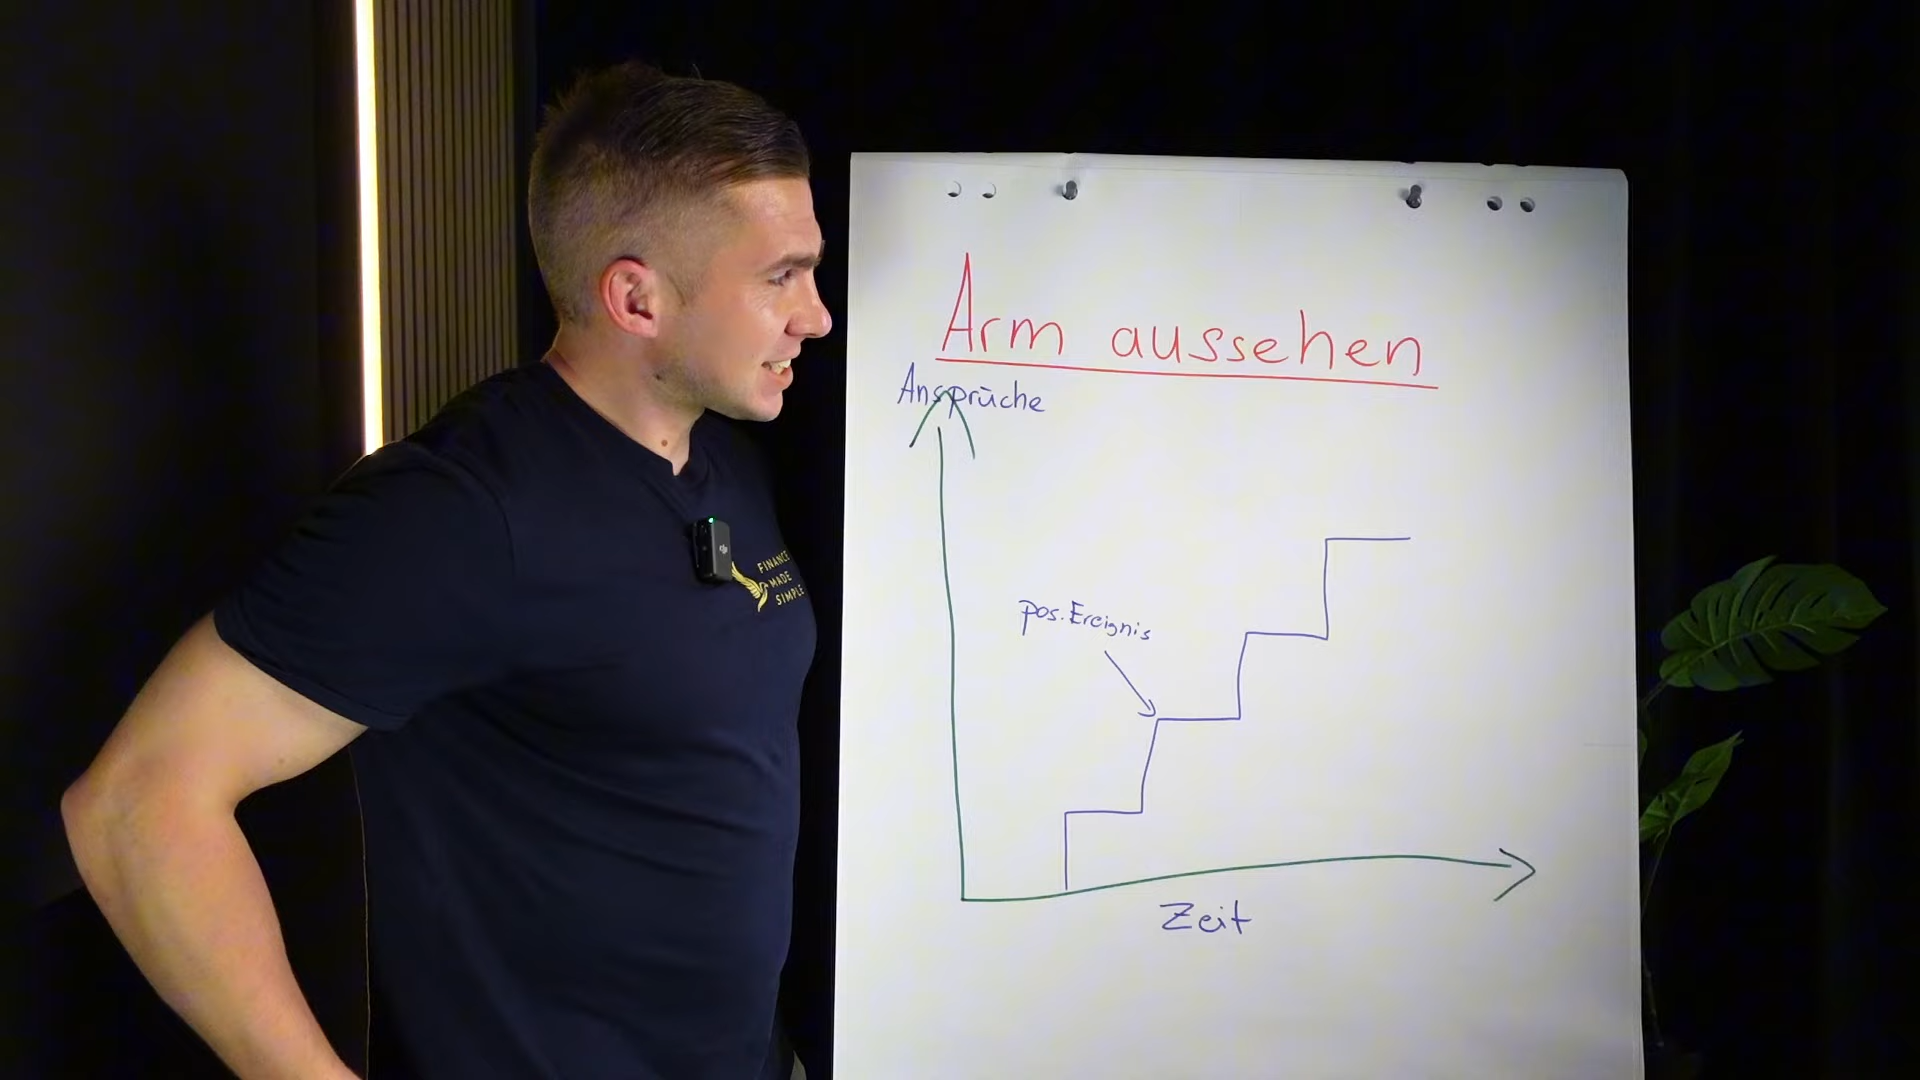 Arm aussehen
Ansprüche
pos. Ereignis
Zeit
FINANCE
MADE
SIMPLE